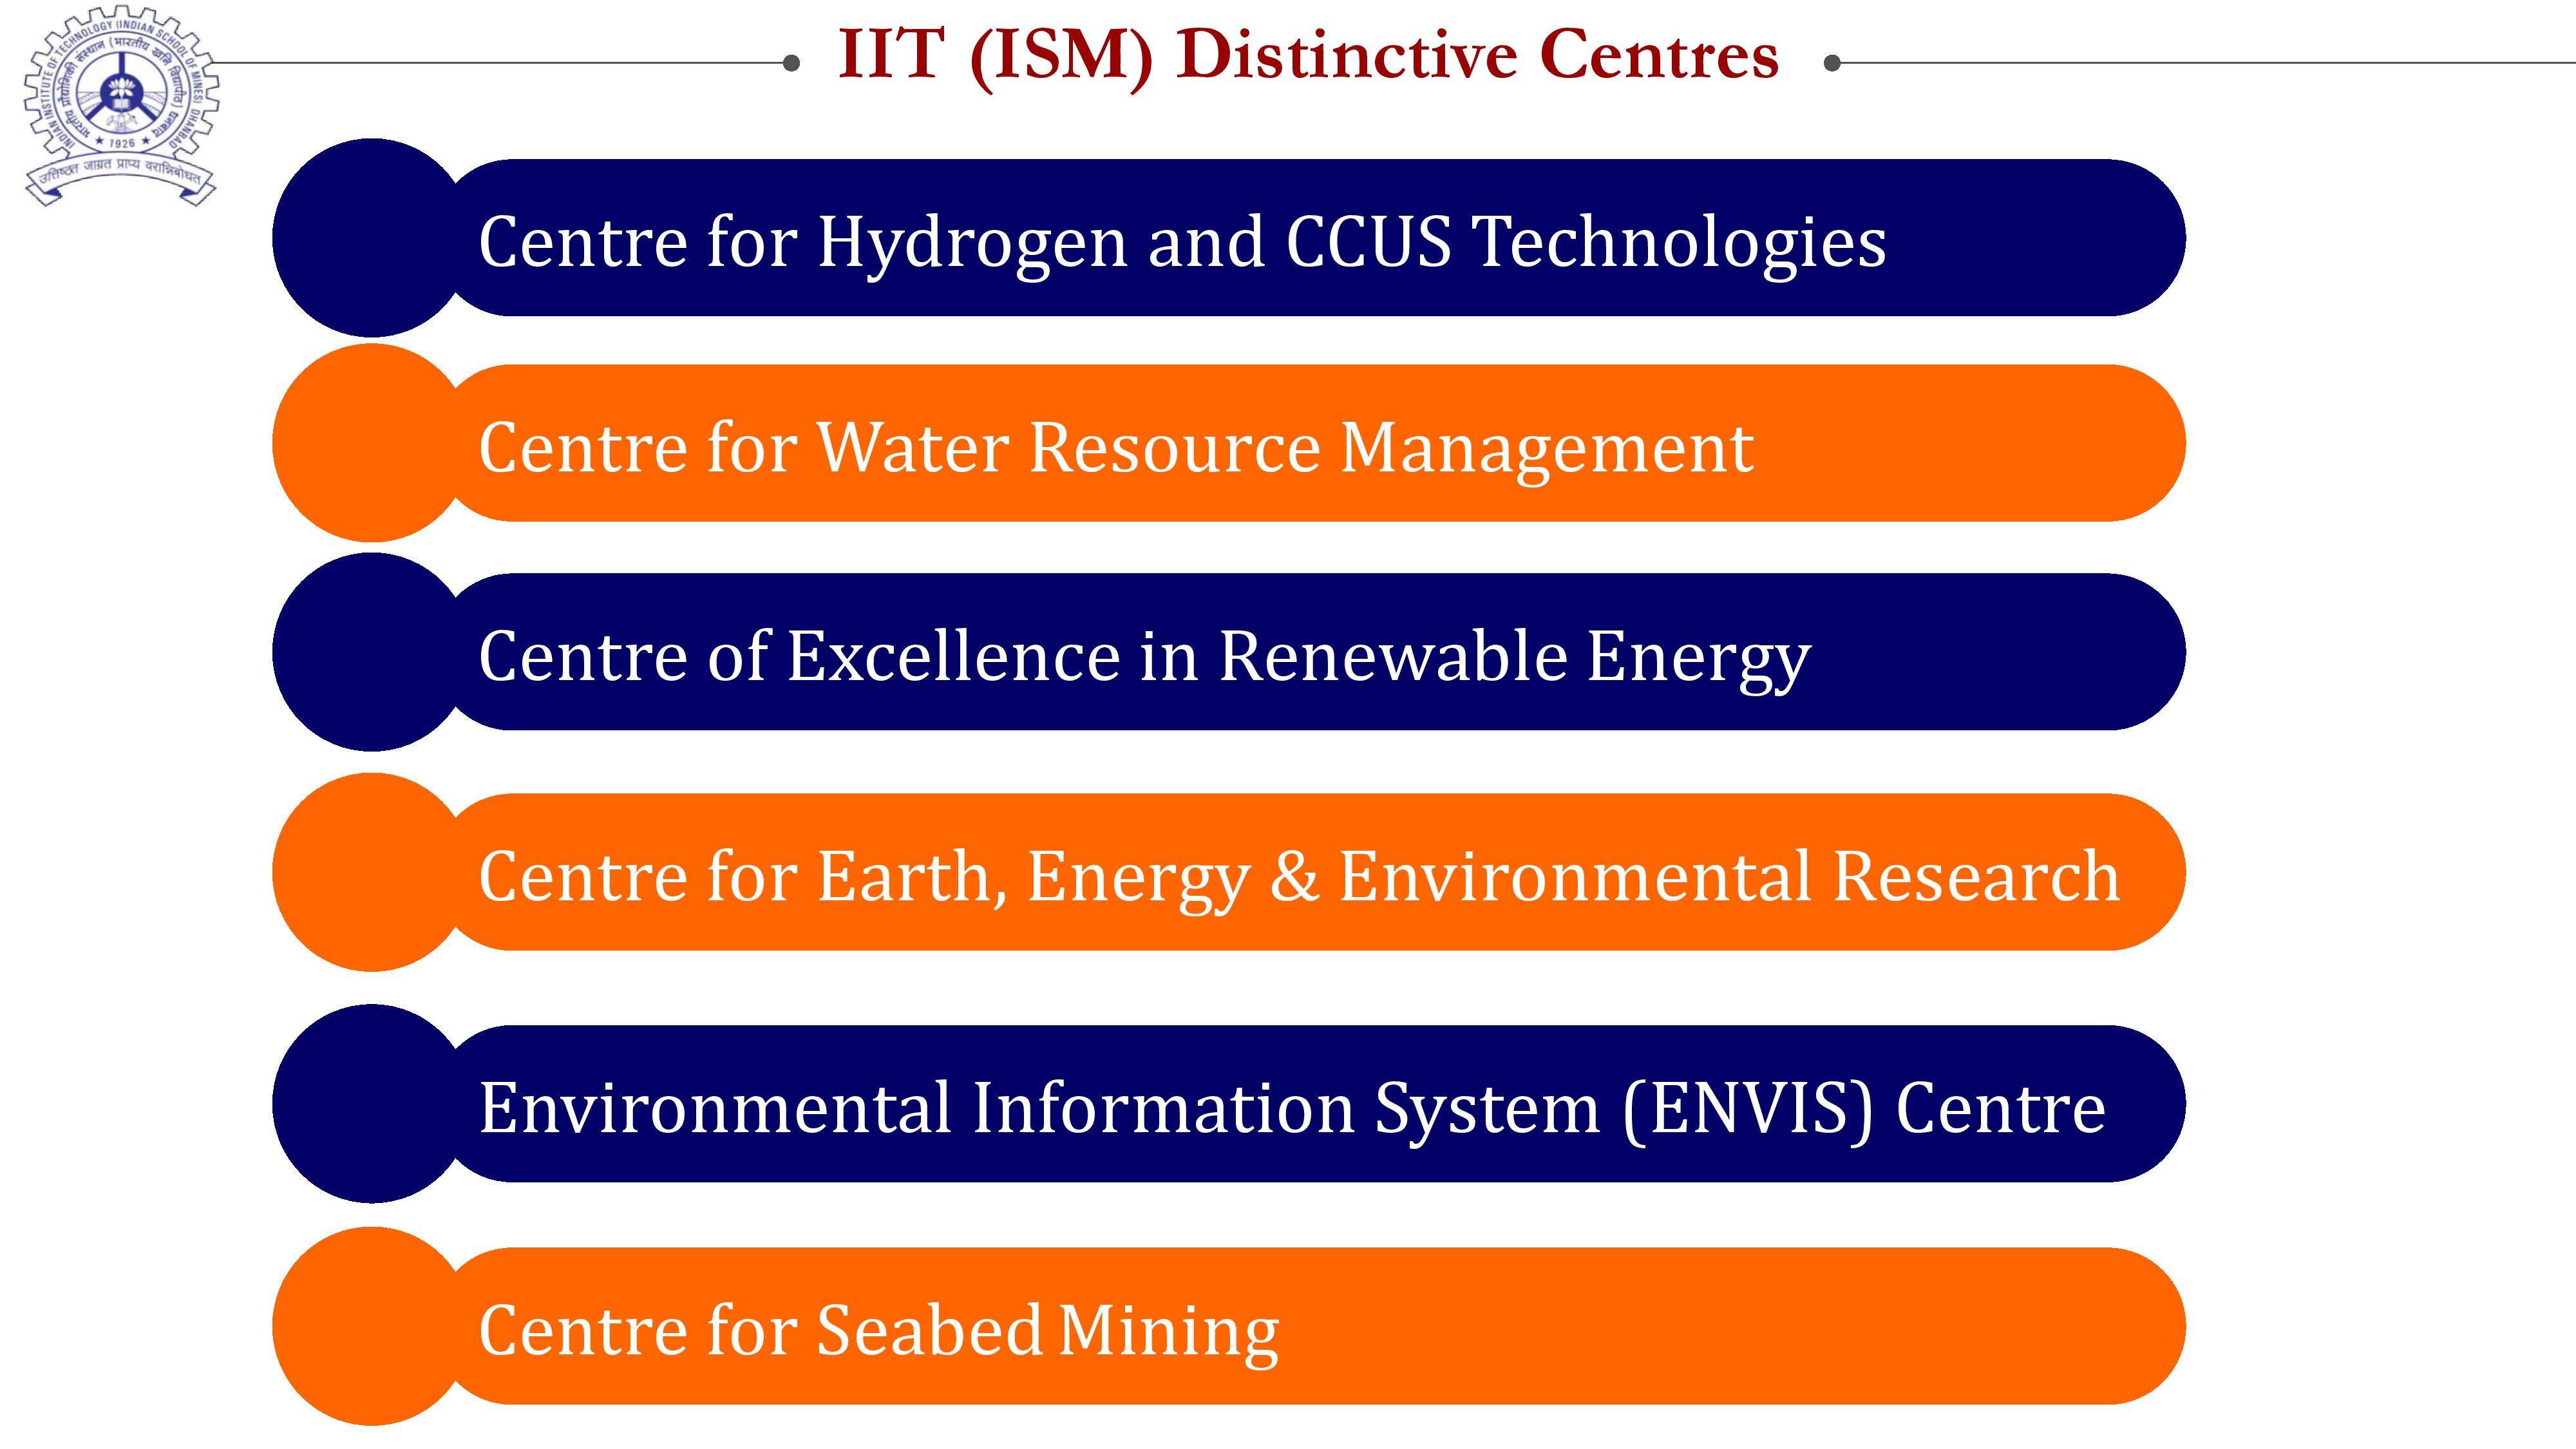 IIT (ISM) Distinctive Centres
INDIAN INSTITUTE OF TECHNOLOGY (INDIAN SCHOOL OF MINES) DHANBAD
भारतीय प्रौद्योगिकी संस्थान (भारतीय खनि विद्यापीठ) धनबाद
★ 1926 ★
उत्तिष्ठत जाग्रत प्राप्य वरान्निबोधत
Centre for Hydrogen and CCUS Technologies
Centre for Water Resource Management
Centre of Excellence in Renewable Energy
Centre for Earth, Energy & Environmental Research
Environmental Information System (ENVIS) Centre
Centre for Seabed Mining